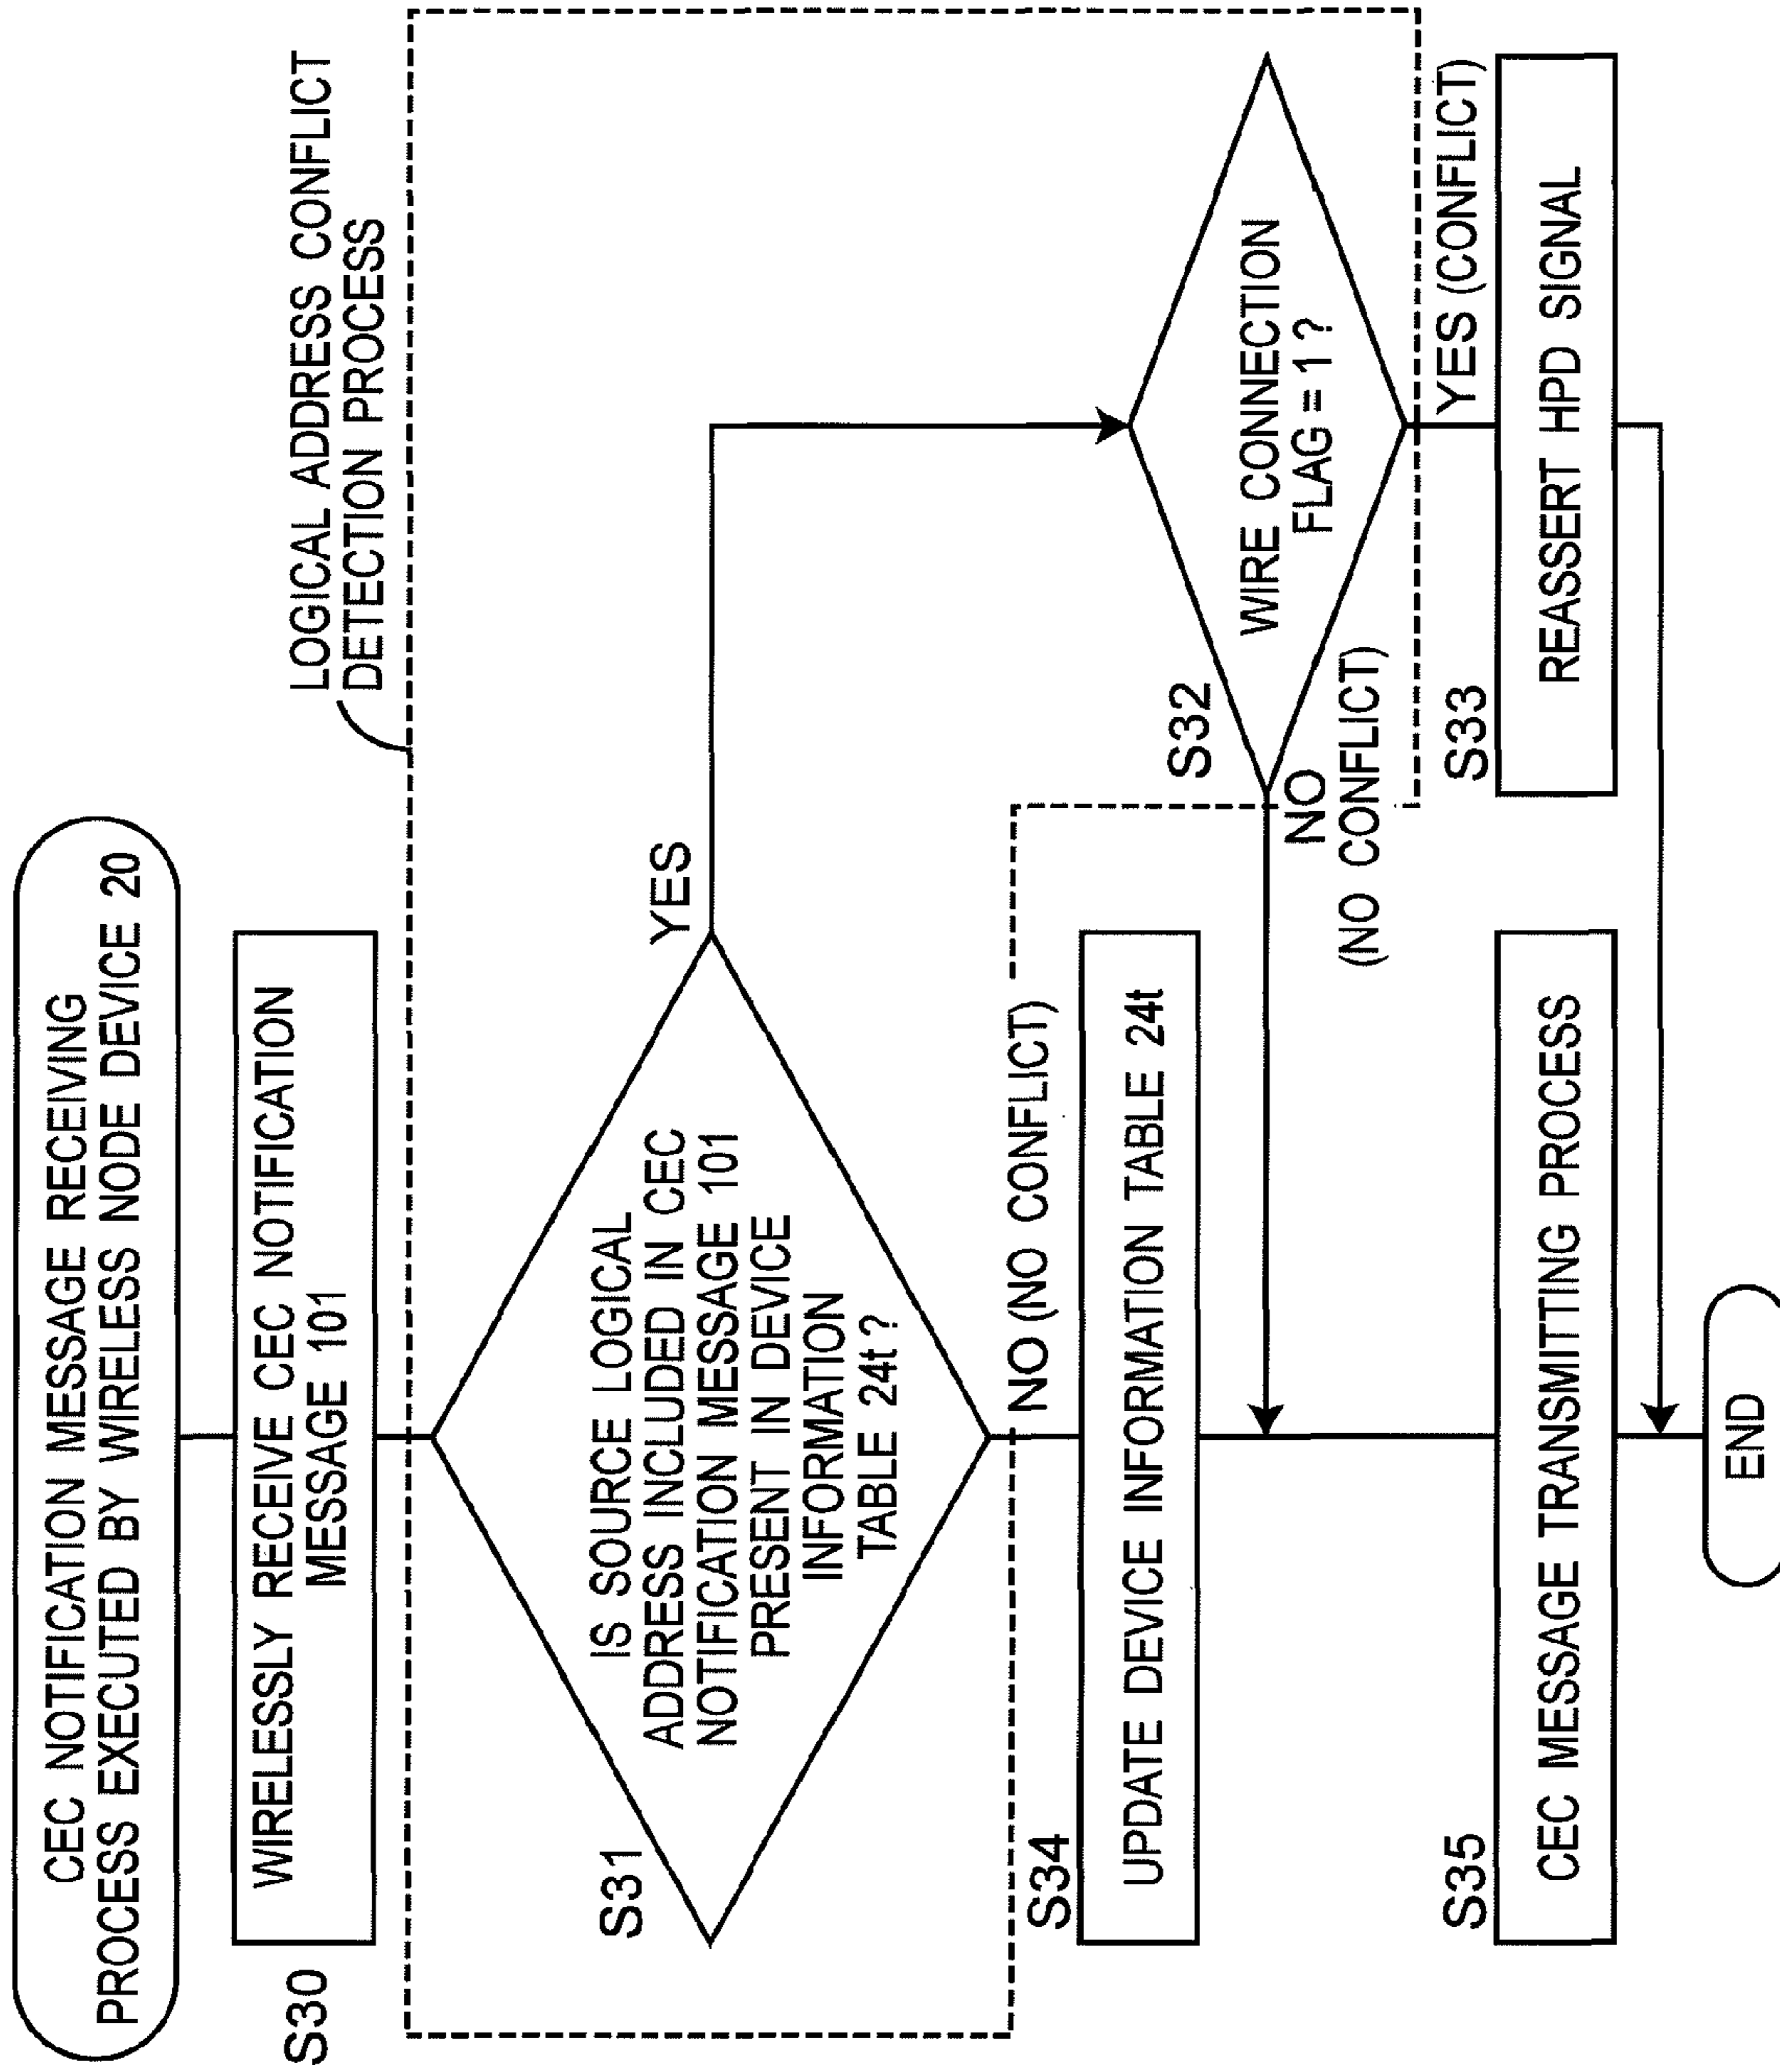 CEC NOTIFICATION MESSAGE RECEIVING
PROCESS EXECUTED BY WIRELESS NODE DEVICE 20
S30
WIRELESSLY RECEIVE CEC NOTIFICATION
MESSAGE 101
LOGICAL ADDRESS CONFLICT
DETECTION PROCESS
S31
IS SOURCE LOGICAL
ADDRESS INCLUDED IN CEC
NOTIFICATION MESSAGE 101
PRESENT IN DEVICE
INFORMATION
TABLE 24t ?
YES
NO (NO CONFLICT)
S32
WIRE CONNECTION
FLAG = 1 ?
NO
(NO CONFLICT)
YES (CONFLICT)
S34
UPDATE DEVICE INFORMATION TABLE 24t
S33
REASSERT HPD SIGNAL
S35
CEC MESSAGE TRANSMITTING PROCESS
END